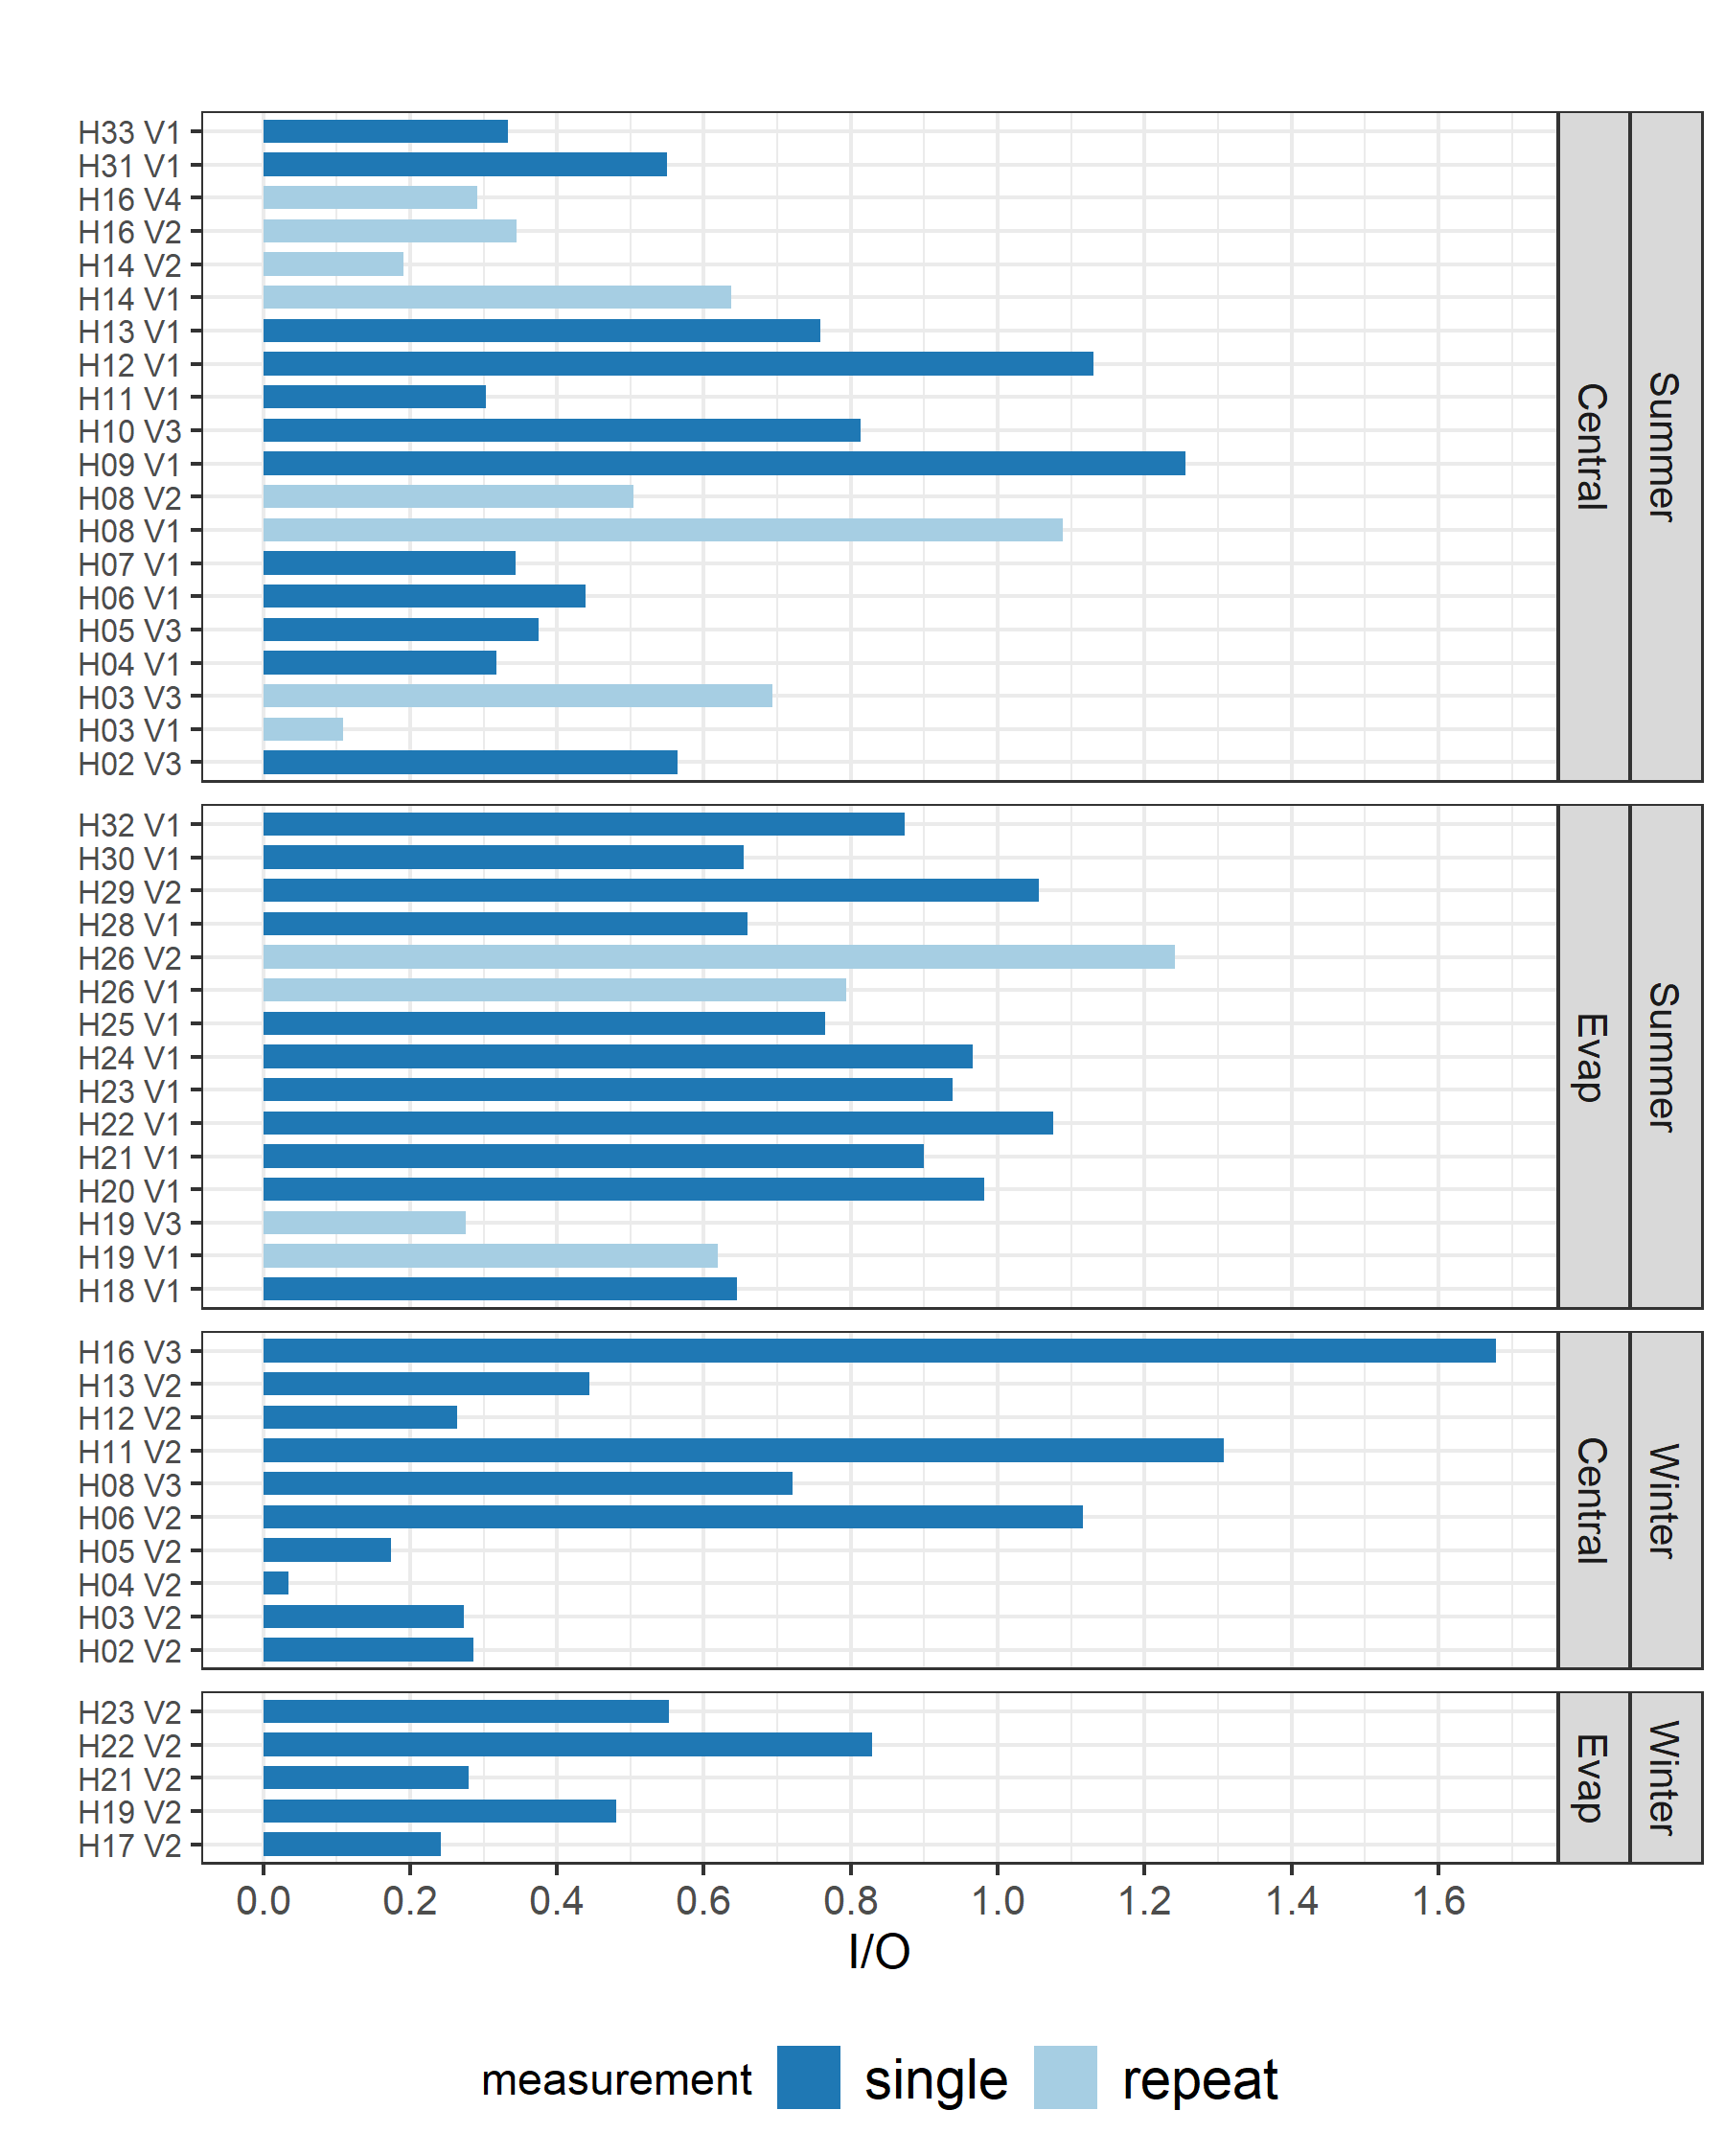 H33 V1
H31 V1
H16 V4
H16 V2
H14 V2
H14 V1
H13 V1
H12 V1
H11 V1
H10 V3
H09 V1
H08 V2
H08 V1
H07 V1
H06 V1
H05 V3
H04 V1
H03 V3
H03 V1
H02 V3
Central
Summer
H32 V1
H30 V1
H29 V2
H28 V1
H26 V2
H26 V1
H25 V1
H24 V1
H23 V1
H22 V1
H21 V1
H20 V1
H19 V3
H19 V1
H18 V1
Evap
Summer
H16 V3
H13 V2
H12 V2
H11 V2
H08 V3
H06 V2
H05 V2
H04 V2
H03 V2
H02 V2
Central
Winter
H23 V2
H22 V2
H21 V2
H19 V2
H17 V2
Evap
Winter
0.0 0.2 0.4 0.6 0.8 1.0 1.2 1.4 1.6
I/O
measurement single repeat